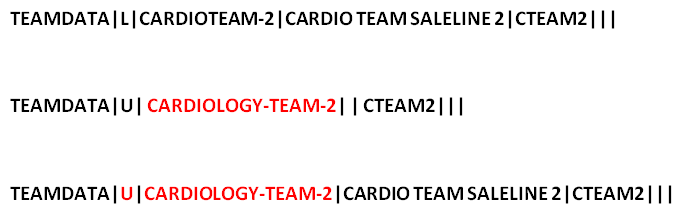 TEAMDATA|L|CARDIOTEAM-2|CARDIO TEAM SALELINE 2|CTEAM2|||
TEAMDATA|U| CARDIOLOGY-TEAM-2| | CTEAM2|||
TEAMDATA|U|CARDIOLOGY-TEAM-2|CARDIO TEAM SALELINE 2|CTEAM2|||